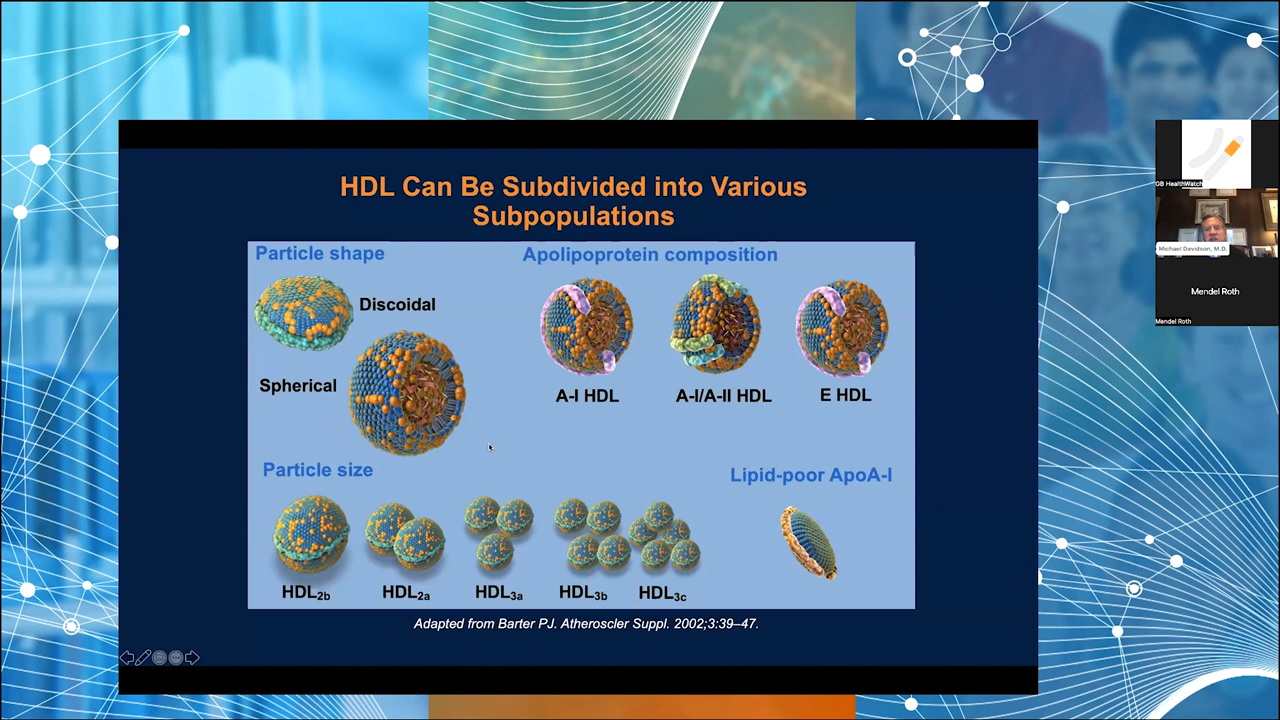 HDL Can Be Subdivided into Various
Subpopulations
Particle shape
Discoidal
Spherical
Apolipoprotein composition
A-I HDL
A-I/A-II HDL
E HDL
Particle size
HDL2b
HDL2a
HDL3a
HDL3b
HDL3c
Lipid-poor ApoA-I
Adapted from Barter PJ. Atheroscler Suppl. 2002;3:39–47.
GB HealthWatch
Michael Davidson, M.D.
Mendel Roth
Mendel Roth